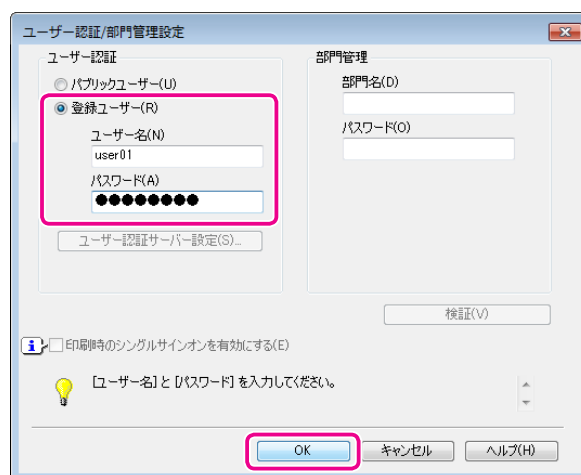 ユーザー認証/部門管理設定
ユーザー認証
パブリックユーザー(U)
登録ユーザー(R)
ユーザー名(N)
user01
パスワード(A)
●●●●●●●●
ユーザー認証サーバー設定(S)...
部門管理
部門名(D)
パスワード(O)
検証(V)
印刷時のシングルサインオンを有効にする(E)
[ユーザー名]と[パスワード]を入力してください。
OK
キャンセル
ヘルプ(H)